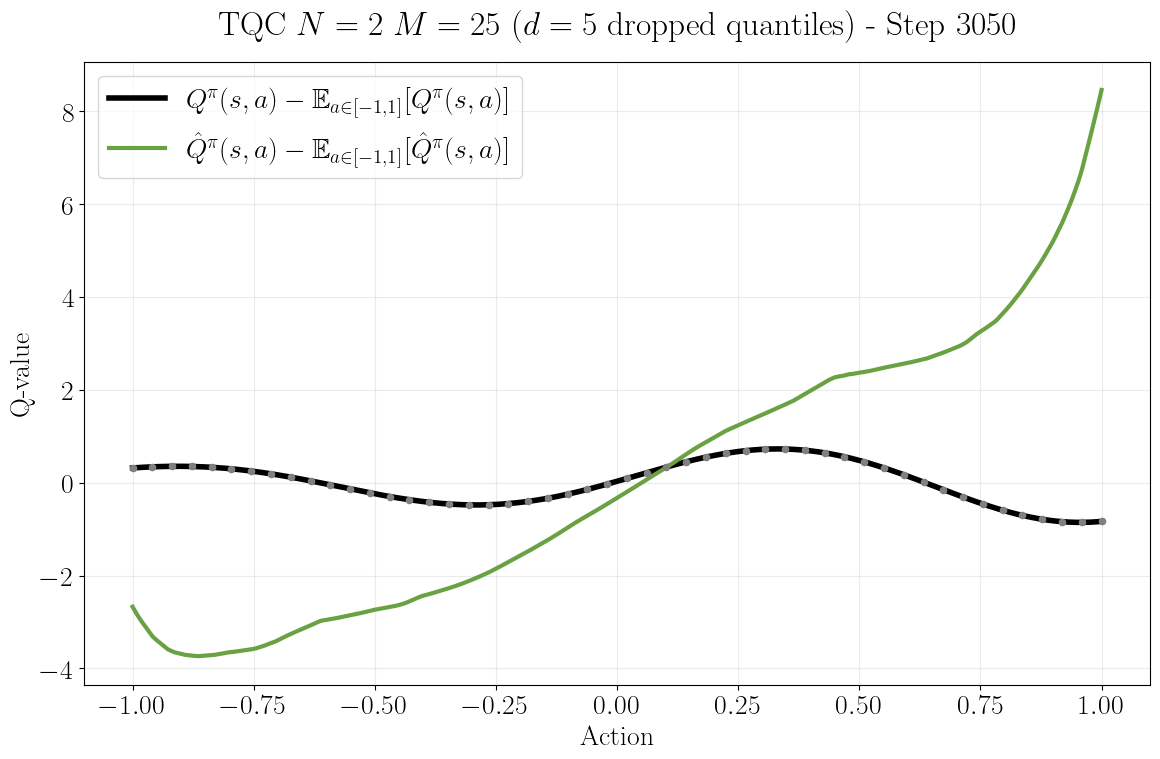 TQC N = 2 M = 25 (d = 5 dropped quantiles) - Step 3050
Q^π(s, a) − 𝔼_{a∈[−1,1]}[Q^π(s, a)]
Q̂^π(s, a) − 𝔼_{a∈[−1,1]}[Q̂^π(s, a)]
8
6
4
2
0
−2
−4
Q-value
−1.00 −0.75 −0.50 −0.25 0.00 0.25 0.50 0.75 1.00
Action